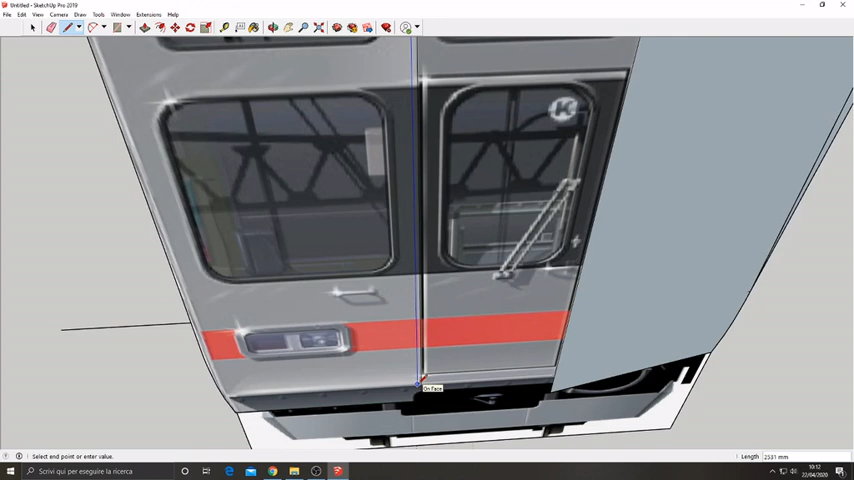 Untitled - SketchUp Pro 2019
File Edit View Camera Draw Tools Window Extensions Help
K
On Face
Select end point or enter value.
Length 2531 mm
Scrivi qui per eseguire la ricerca
10:12
22/04/2020